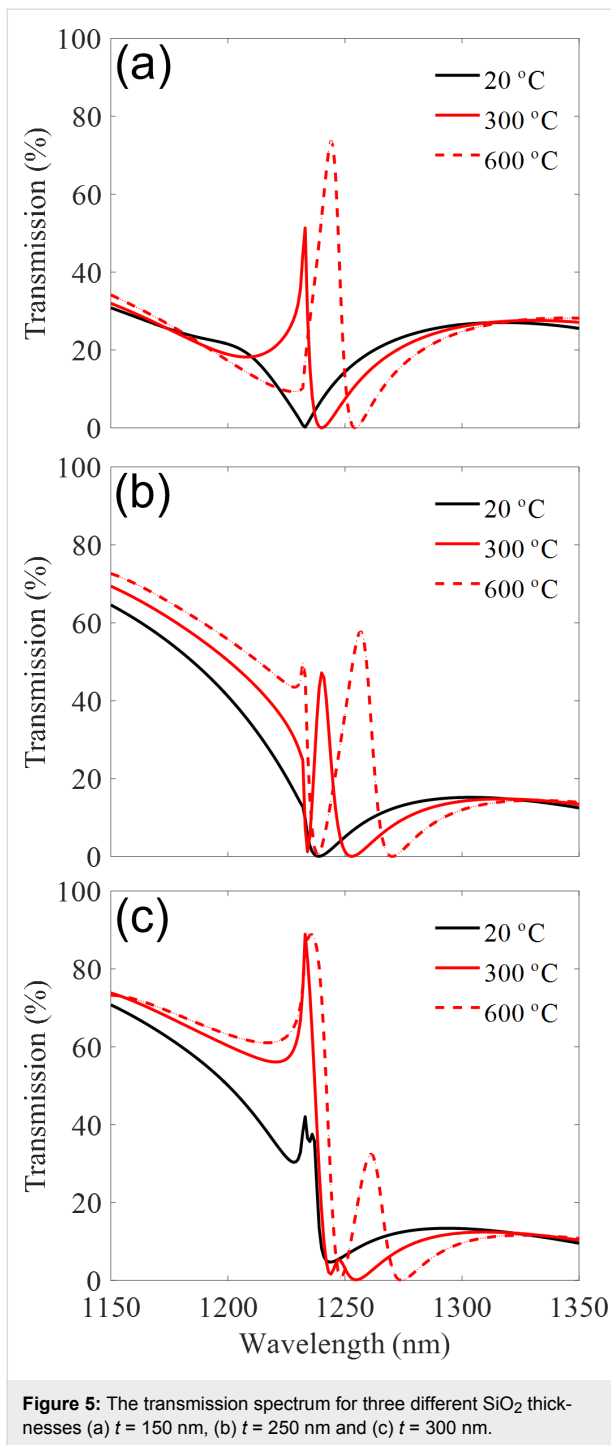 100
(a)
20 °C
80
300 °C
600 °C
60
Transmission (%)
40
20
0
100
(b)
20 °C
80
300 °C
600 °C
60
Transmission (%)
40
20
0
100
(c)
20 °C
80
300 °C
600 °C
60
Transmission (%)
40
20
0
1150 1200 1250 1300 1350
Wavelength (nm)
Figure 5: The transmission spectrum for three different SiO₂ thick-
nesses (a) t = 150 nm, (b) t = 250 nm and (c) t = 300 nm.